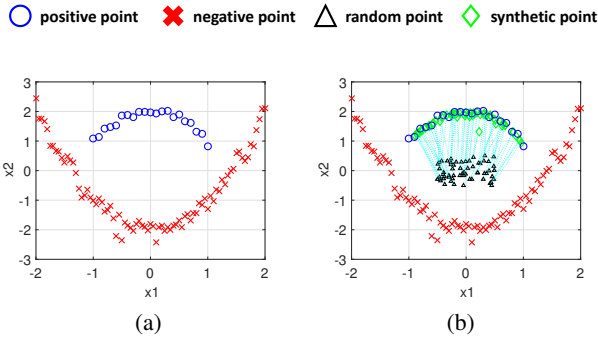 positive point negative point random point synthetic point
3
2
1
0
-1
-2
-3
x2
-2 -1 0 1 2
x1
(a)
3
2
1
0
-1
-2
-3
x2
-2 -1 0 1 2
x1
(b)